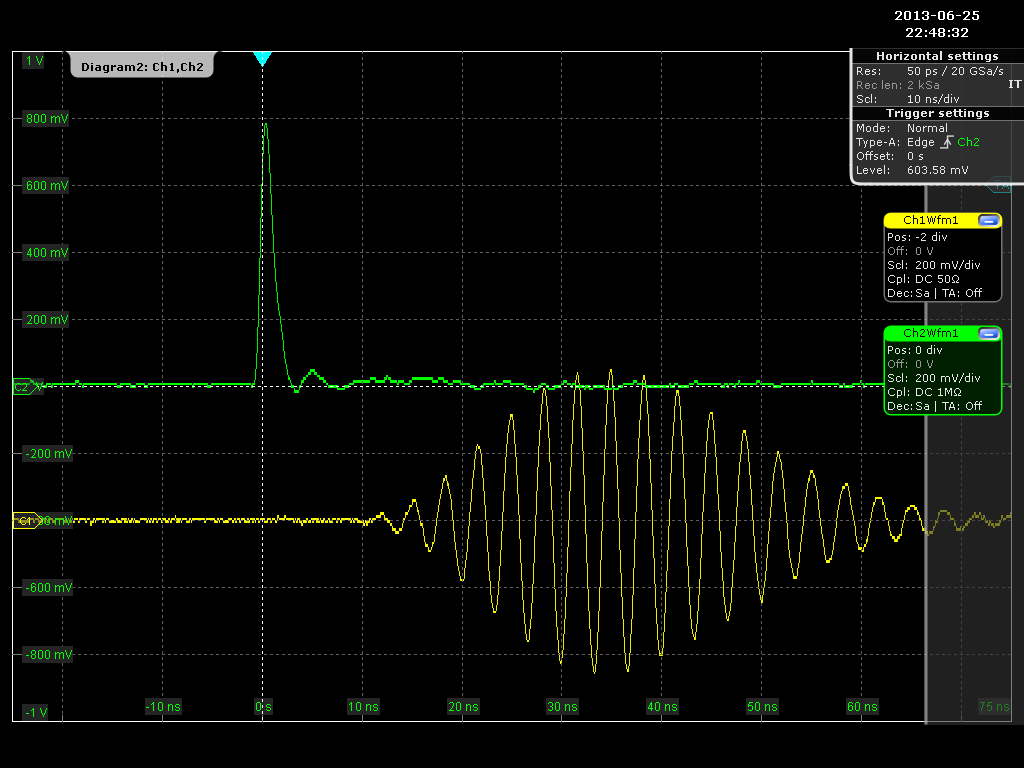 2013-06-25
22:48:32
1 V
Diagram2: Ch1,Ch2
Horizontal settings
Res: 50 ps / 20 GSa/s
Rec len: 2 kSa
IT
Scl: 10 ns/div
Trigger settings
Mode: Normal
Type-A: Edge Ch2
Offset: 0 s
Level: 603.58 mV
TA
800 mV
600 mV
400 mV
200 mV
Ch1Wfm1
Pos: -2 div
Off: 0 V
Scl: 200 mV/div
Cpl: DC 50Ω
Dec: Sa | TA: Off
Ch2Wfm1
Pos: 0 div
Off: 0 V
Scl: 200 mV/div
Cpl: DC 1MΩ
Dec: Sa | TA: Off
C2
V
-200 mV
C1
mV
-600 mV
-800 mV
-1 V
-10 ns
0 s
10 ns
20 ns
30 ns
40 ns
50 ns
60 ns
75 ns